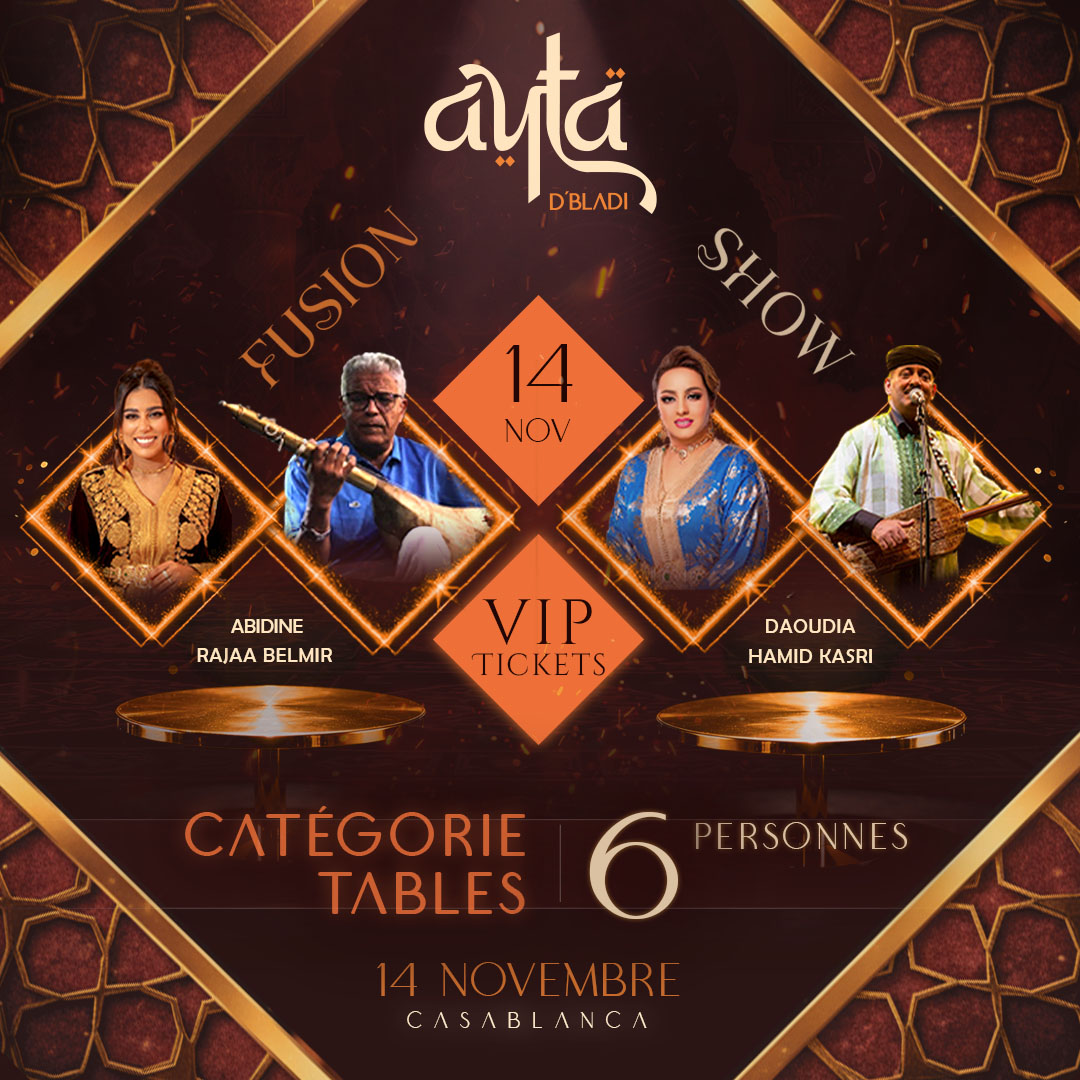 ayta
D'BLADI
FUSION
SHOW
14
NOV
VIP
TICKETS
ABIDINE
RAJAA BELMIR
DAOUDIA
HAMID KASRI
CATÉGORIE
TABLES
6
PERSONNES
14 NOVEMBRE
CASABLANCA